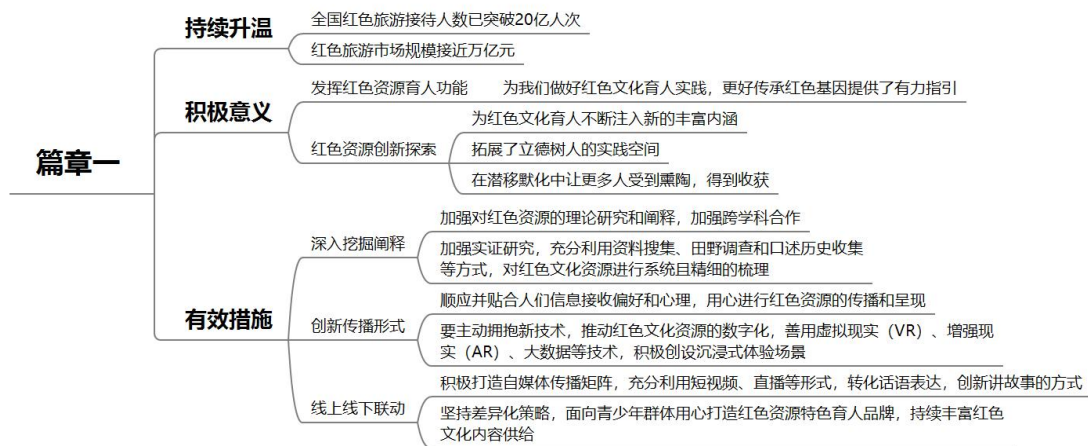 篇章一
持续升温
全国红色旅游接待人数已突破20亿人次
红色旅游市场规模接近万亿元
积极意义
发挥红色资源育人功能
为我们做好红色文化育人实践，更好传承红色基因提供了有力指引
红色资源创新探索
为红色文化育人不断注入新的丰富内涵
拓展了立德树人的实践空间
在潜移默化中让更多人受到熏陶，得到收获
有效措施
深入挖掘阐释
加强对红色资源的理论研究和阐释，加强跨学科合作
加强实证研究，充分利用资料搜集、田野调查和口述历史收集
等方式，对红色文化资源进行系统且精细的梳理
创新传播形式
顺应并贴合人们信息接收偏好和心理，用心进行红色资源的传播和呈现
要主动拥抱新技术，推动红色文化资源的数字化，善用虚拟现实（VR）、增强现
实（AR）、大数据等技术，积极创设沉浸式体验场景
线上线下联动
积极打造自媒体传播矩阵，充分利用短视频、直播等形式，转化话语表达，创新讲故事的方式
坚持差异化策略，面向青少年群体用心打造红色资源特色育人品牌，持续丰富红色
文化内容供给